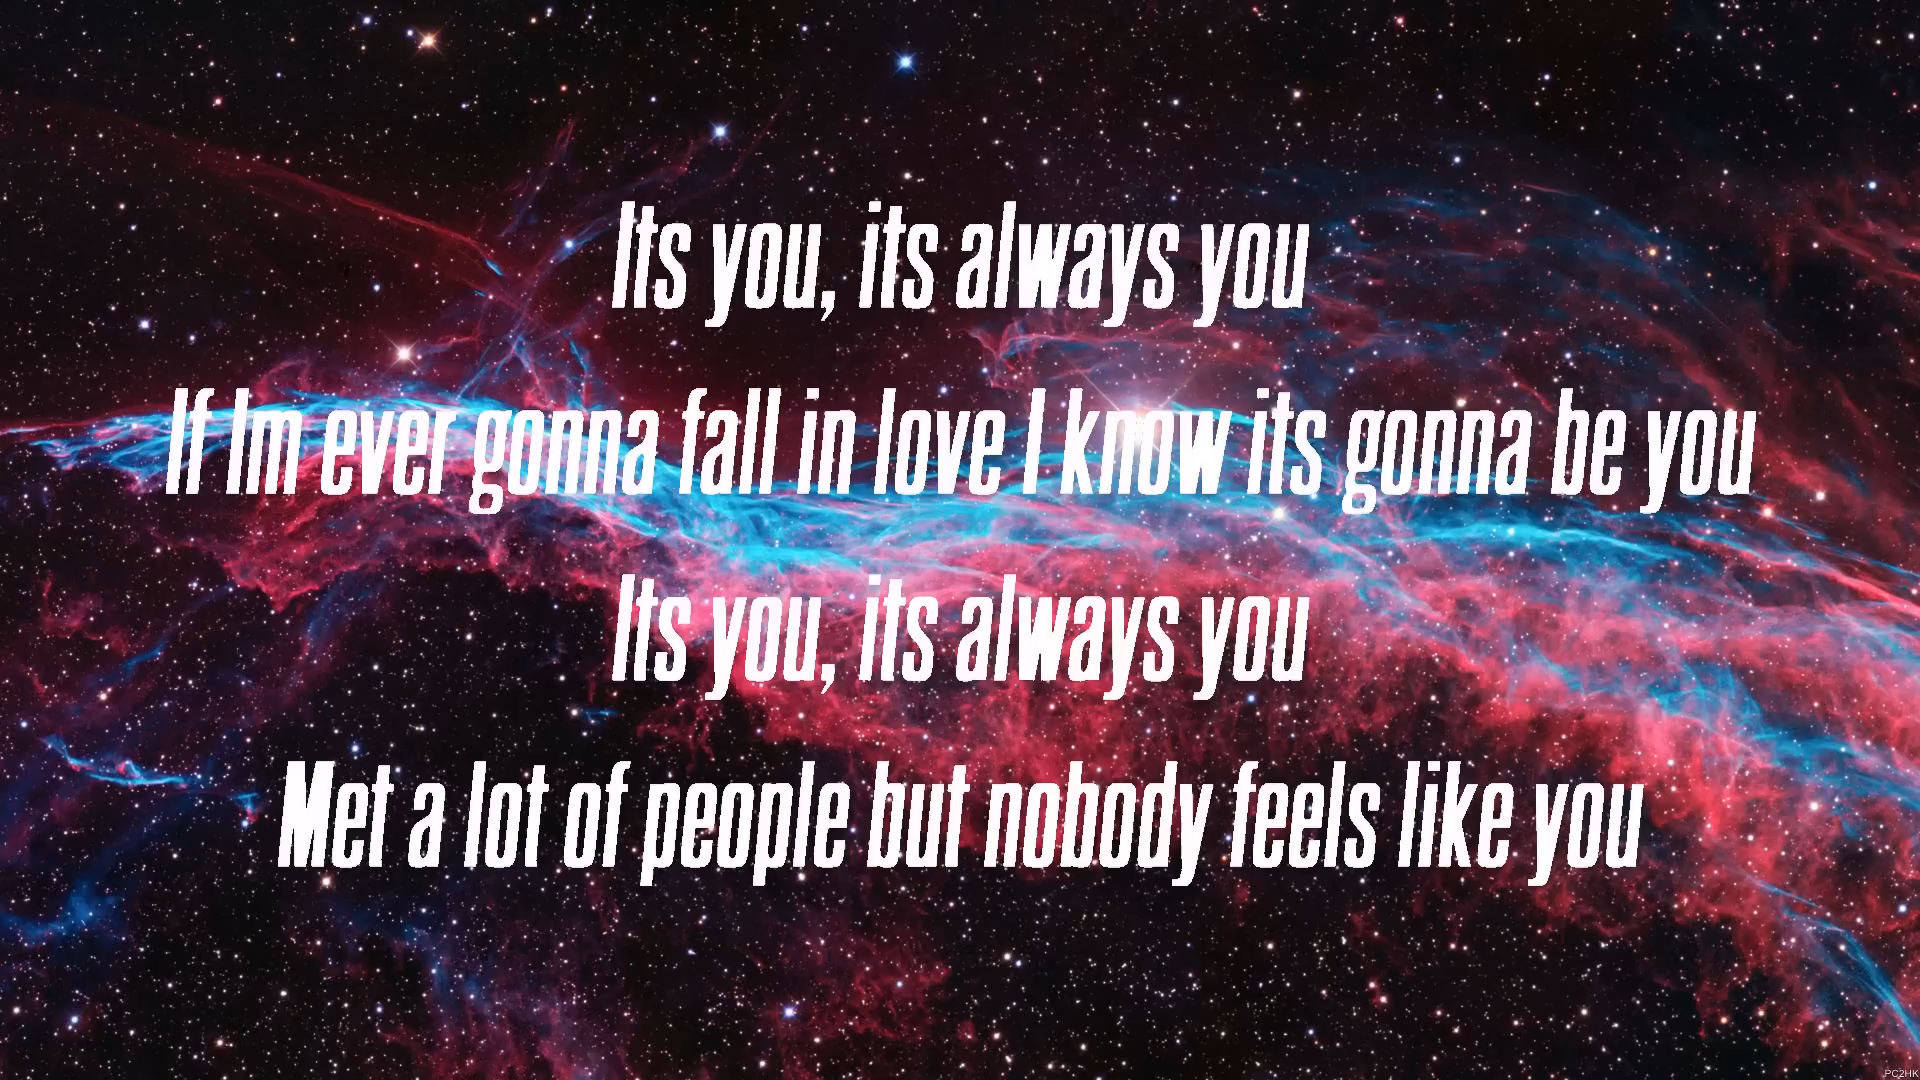 Its you, its always you
If Im ever gonna fall in love I know its gonna be you
Its you, its always you
Met a lot of people but nobody feels like you
PC2HK